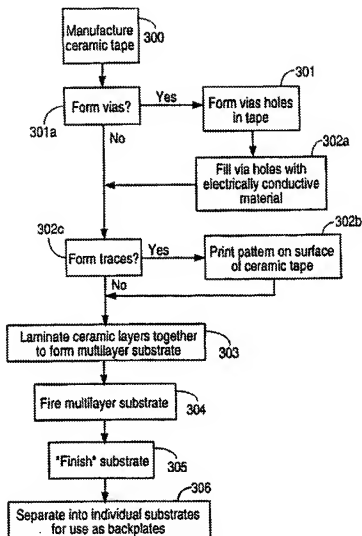 Manufacture
ceramic tape
300
Form vias?
301a
Yes
No
301
Form vias holes
in tape
302a
Fill via holes with
electrically conductive
material
302c
Form traces?
Yes
No
302b
Print pattern on surface
of ceramic tape
Laminate ceramic layers together
to form multilayer substrate
303
Fire multilayer substrate
304
"Finish" substrate
305
306
Separate into individual substrates
for use as backplates